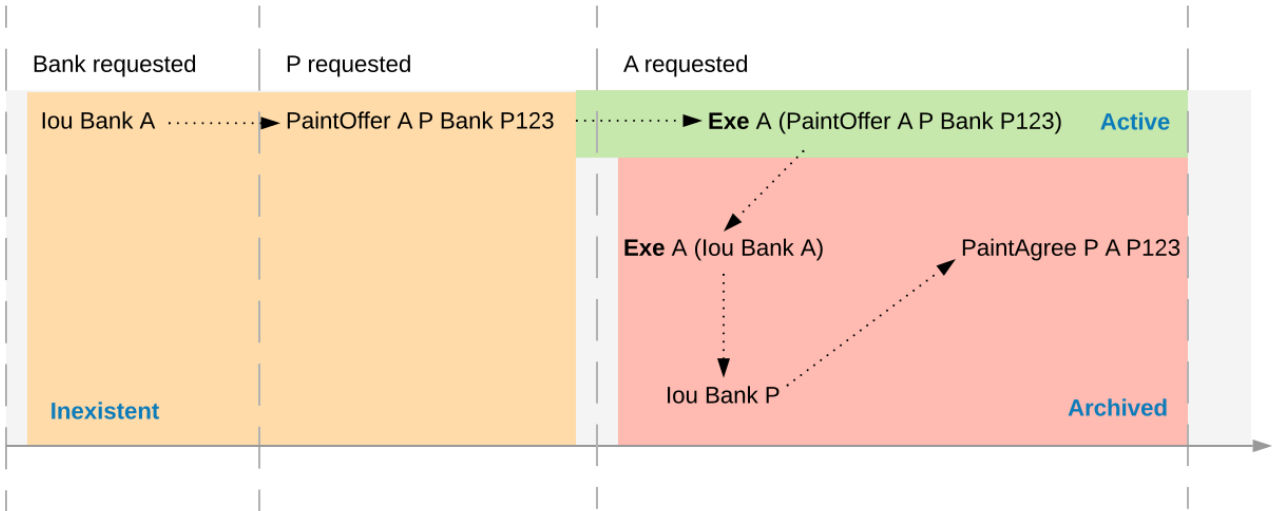 Bank requested
P requested
A requested
Iou Bank A
PaintOffer A P Bank P123
Exe A (PaintOffer A P Bank P123)
Active
Exe A (Iou Bank A)
PaintAgree P A P123
Iou Bank P
Inexistent
Archived